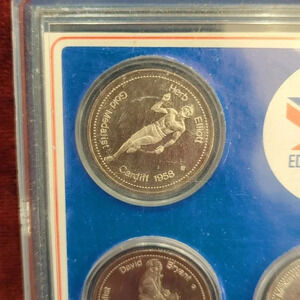 Gold Medalist Herb Elliott
Cardiff 1958
ED
David Bryant